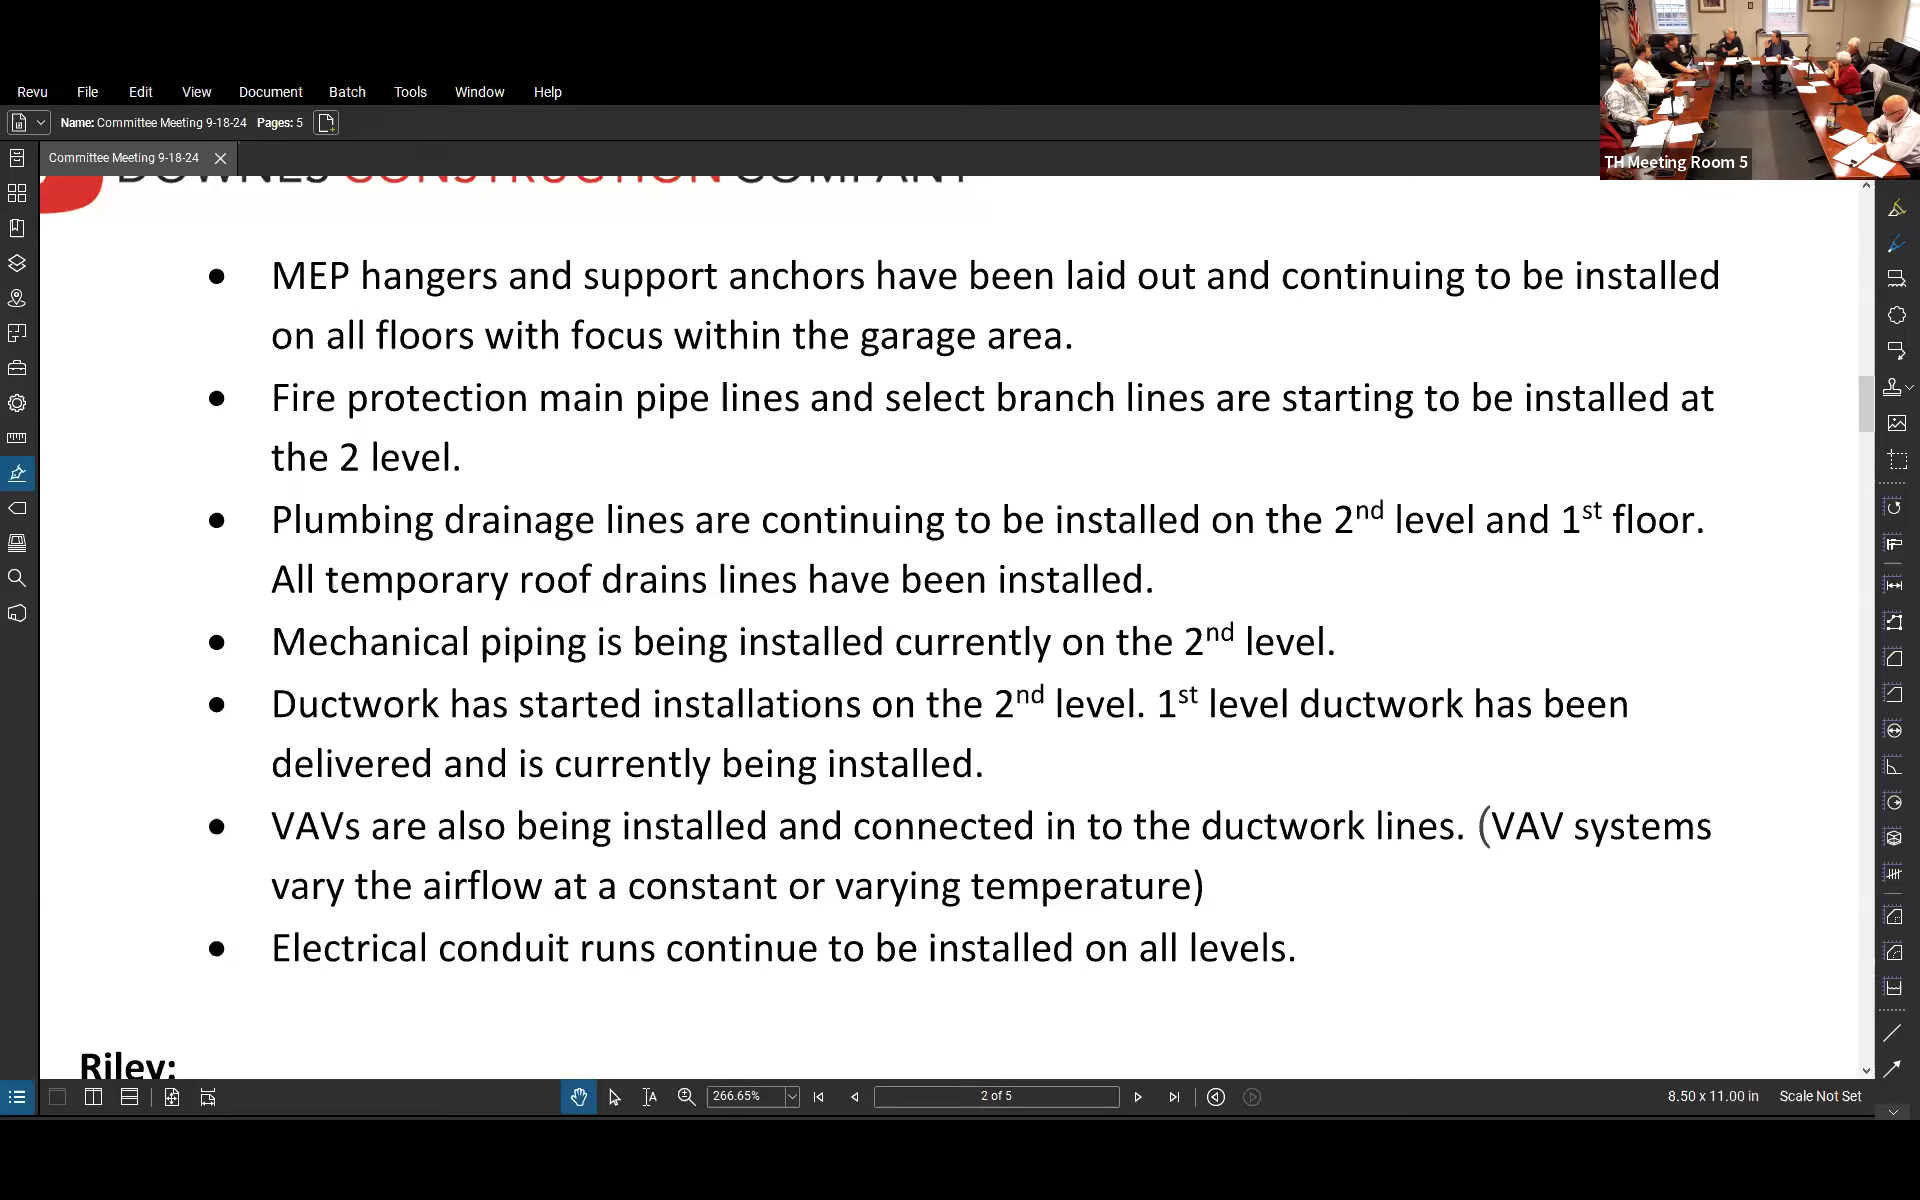 Revu File Edit View Document Batch Tools Window Help
Name: Committee Meeting 9-18-24 Pages: 5
Committee Meeting 9-18-24
TH Meeting Room 5
DOWNES CONSTRUCTION COMPANY
• MEP hangers and support anchors have been laid out and continuing to be installed
on all floors with focus within the garage area.
• Fire protection main pipe lines and select branch lines are starting to be installed at
the 2 level.
• Plumbing drainage lines are continuing to be installed on the 2nd level and 1st floor.
All temporary roof drains lines have been installed.
• Mechanical piping is being installed currently on the 2nd level.
• Ductwork has started installations on the 2nd level. 1st level ductwork has been
delivered and is currently being installed.
• VAVs are also being installed and connected in to the ductwork lines. (VAV systems
vary the airflow at a constant or varying temperature)
• Electrical conduit runs continue to be installed on all levels.
Riley:
266.65% 2 of 5 8.50 x 11.00 in Scale Not Set